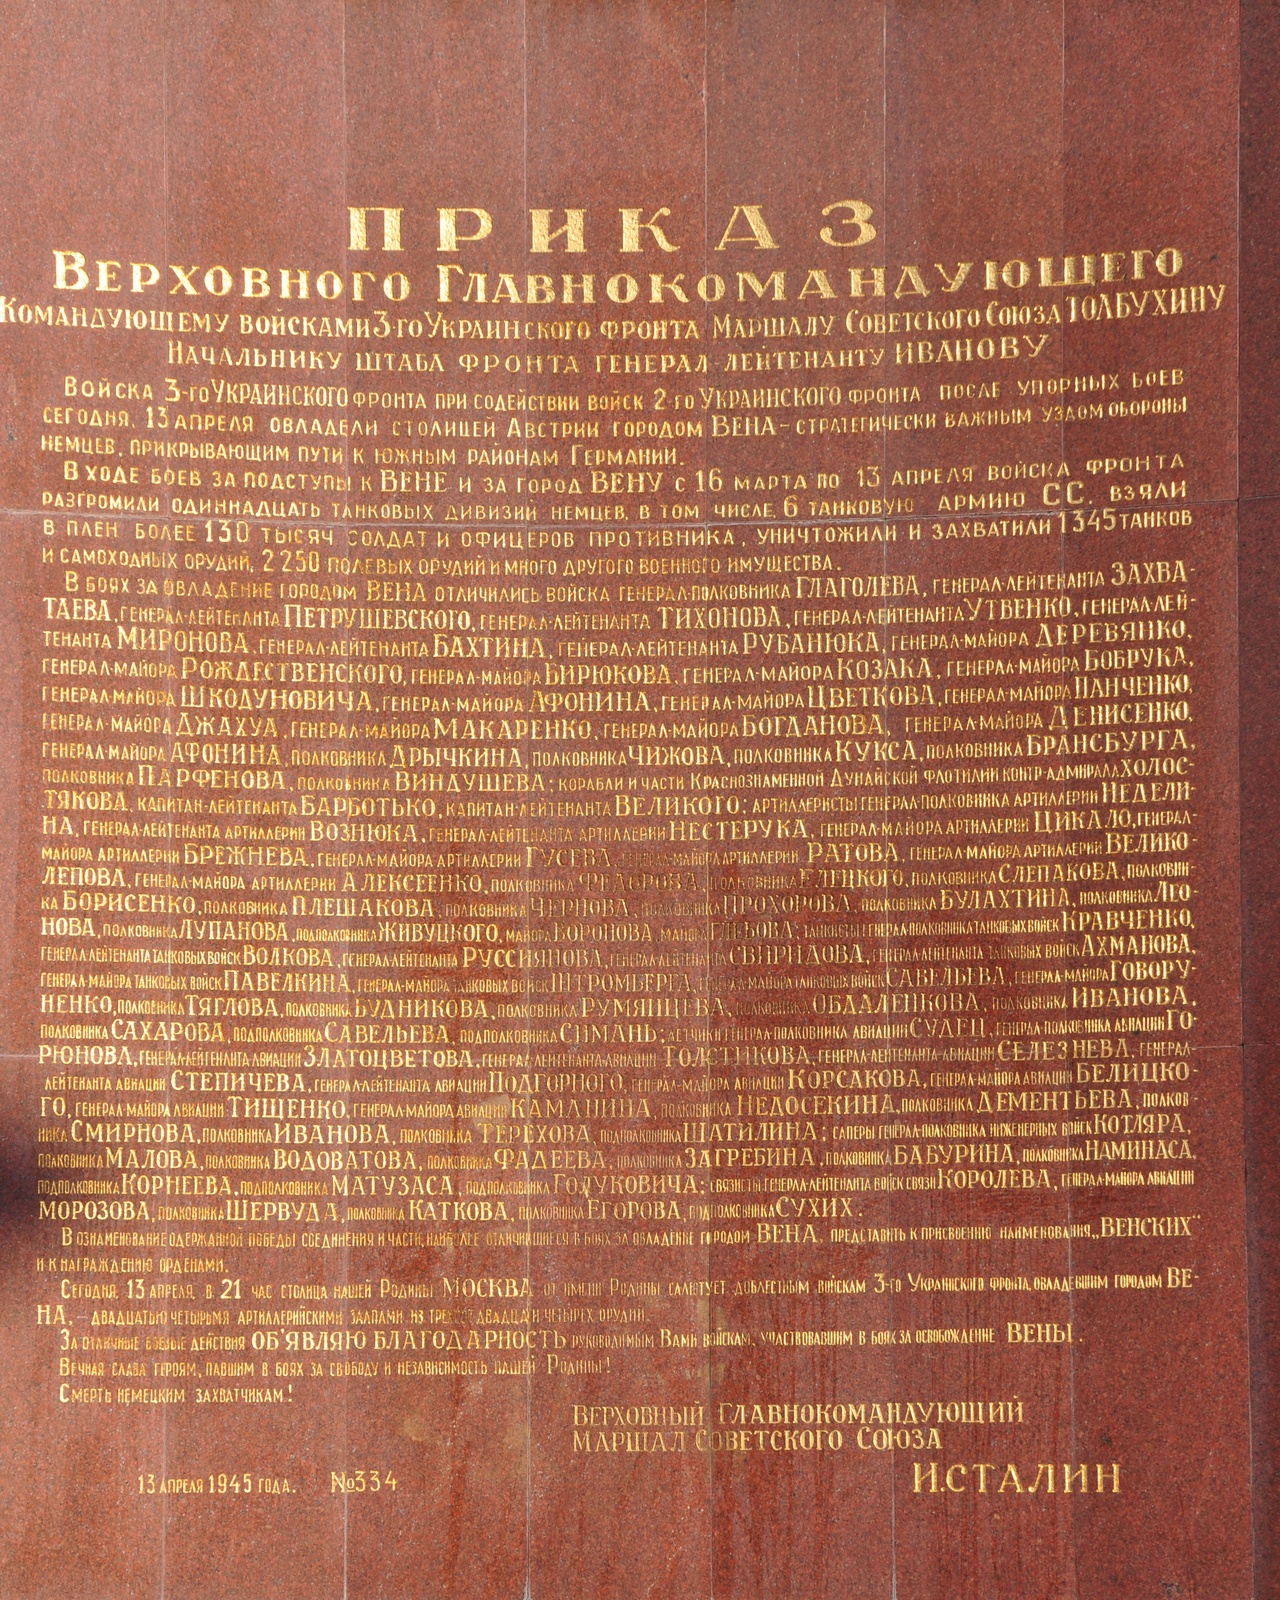 ПРИКАЗ
ВЕРХОВНОГО ГЛАВНОКОМАНДУЮЩЕГО
КОМАНДУЮЩЕМУ ВОЙСКАМИ 3-ГО УКРАИНСКОГО ФРОНТА МАРШАЛУ СОВЕТСКОГО СОЮЗА ТОЛБУХИНУ
НАЧАЛЬНИКУ ШТАБА ФРОНТА ГЕНЕРАЛ-ЛЕЙТЕНАНТУ ИВАНОВУ
ВОЙСКА 3-ГО УКРАИНСКОГО ФРОНТА ПРИ СОДЕЙСТВИИ ВОЙСК 2-ГО УКРАИНСКОГО ФРОНТА ПОСЛЕ УПОРНЫХ БОЕВ
СЕГОДНЯ, 13 АПРЕЛЯ ОВЛАДЕЛИ СТОЛИЦЕЙ АВСТРИИ ГОРОДОМ ВЕНА - СТРАТЕГИЧЕСКИ ВАЖНЫМ УЗЛОМ ОБОРОНЫ
НЕМЦЕВ, ПРИКРЫВАЮЩИМ ПУТИ К ЮЖНЫМ РАЙОНАМ ГЕРМАНИИ.
В ХОДЕ БОЕВ ЗА ПОДСТУПЫ К ВЕНЕ И ЗА ГОРОД ВЕНУ С 16 МАРТА ПО 13 АПРЕЛЯ ВОЙСКА ФРОНТА
РАЗГРОМИЛИ ОДИННАДЦАТЬ ТАНКОВЫХ ДИВИЗИЙ НЕМЦЕВ, В ТОМ ЧИСЛЕ 6 ТАНКОВУЮ АРМИЮ СС, ВЗЯЛИ
В ПЛЕН БОЛЕЕ 130 ТЫСЯЧ СОЛДАТ И ОФИЦЕРОВ ПРОТИВНИКА, УНИЧТОЖИЛИ И ЗАХВАТИЛИ 1345 ТАНКОВ
И САМОХОДНЫХ ОРУДИЙ, 2250 ПОЛЕВЫХ ОРУДИЙ И МНОГО ДРУГОГО ВОЕННОГО ИМУЩЕСТВА.
В БОЯХ ЗА ОВЛАДЕНИЕ ГОРОДОМ ВЕНА ОТЛИЧИЛИСЬ ВОЙСКА ГЕНЕРАЛ-ПОЛКОВНИКА ГЛАГОЛЕВА, ГЕНЕРАЛ-ЛЕЙТЕНАНТА ЗАХВА-
ТАЕВА, ГЕНЕРАЛ-ЛЕЙТЕНАНТА ПЕТРУШЕВСКОГО, ГЕНЕРАЛ-ЛЕЙТЕНАНТА ТИХОНОВА, ГЕНЕРАЛ-ЛЕЙТЕНАНТА УТВЕНКО, ГЕНЕРАЛ-ЛЕЙ-
ТЕНАНТА МИРОНОВА, ГЕНЕРАЛ-ЛЕЙТЕНАНТА БАХТИНА, ГЕНЕРАЛ-ЛЕЙТЕНАНТА РУБАНЮКА, ГЕНЕРАЛ-МАЙОРА ДЕРЕВЯНКО,
ГЕНЕРАЛ-МАЙОРА РОЖДЕСТВЕНСКОГО, ГЕНЕРАЛ-МАЙОРА БИРЮКОВА, ГЕНЕРАЛ-МАЙОРА КОЗАКА, ГЕНЕРАЛ-МАЙОРА БОБРУКА,
ГЕНЕРАЛ-МАЙОРА ШКОДУНОВИЧА, ГЕНЕРАЛ-МАЙОРА АФОНИНА, ГЕНЕРАЛ-МАЙОРА ЦВЕТКОВА, ГЕНЕРАЛ-МАЙОРА ПАНЧЕНКО,
ГЕНЕРАЛ-МАЙОРА ДЖАХУА, ГЕНЕРАЛ-МАЙОРА МАКАРЕНКО, ГЕНЕРАЛ-МАЙОРА БОГДАНОВА, ГЕНЕРАЛ-МАЙОРА ДЕНИСЕНКО,
ГЕНЕРАЛ-МАЙОРА АФОНИНА, ПОЛКОВНИКА ДРЫЧКИНА, ПОЛКОВНИКА ЧИЖОВА, ПОЛКОВНИКА КУКСА, ПОЛКОВНИКА БРАНСБУРГА,
ПОЛКОВНИКА ПАРФЕНОВА, ПОЛКОВНИКА ВИНДУШЕВА; КОРАБЛИ И ЧАСТИ КРАСНОЗНАМЕННОЙ ДУНАЙСКОЙ ФЛОТИЛИИ КОНТР-АДМИРАЛА ХОЛОС-
ТЯКОВА, КАПИТАН-ЛЕЙТЕНАНТА БАРБОТЬКО, КАПИТАН-ЛЕЙТЕНАНТА ВЕЛИКОГО; АРТИЛЛЕРИСТЫ ГЕНЕРАЛ-ПОЛКОВНИКА АРТИЛЛЕРИИ НЕДЕЛИ-
НА, ГЕНЕРАЛ-ЛЕЙТЕНАНТА АРТИЛЛЕРИИ ВОЗНЮКА, ГЕНЕРАЛ-ЛЕЙТЕНАНТА АРТИЛЛЕРИИ НЕСТЕРУКА, ГЕНЕРАЛ-МАЙОРА АРТИЛЛЕРИИ ЦИКАЛО, ГЕНЕРАЛ-
МАЙОРА АРТИЛЛЕРИИ БРЕЖНЕВА, ГЕНЕРАЛ-МАЙОРА АРТИЛЛЕРИИ ГУСЕВА, ГЕНЕРАЛ-МАЙОРА АРТИЛЛЕРИИ РАТОВА, ГЕНЕРАЛ-МАЙОРА АРТИЛЛЕРИИ ВЕЛИКО-
ЛЕПОВА, ГЕНЕРАЛ-МАЙОРА АРТИЛЛЕРИИ АЛЕКСЕЕНКО, ПОЛКОВНИКА ФЕДОРОВА, ПОЛКОВНИКА ЕЛЕЦКОГО, ПОЛКОВНИКА СЛЕПАКОВА, ПОЛКОВНИ-
КА БОРИСЕНКО, ПОЛКОВНИКА ПЛЕШАКОВА, ПОЛКОВНИКА ЧЕРНОВА, ПОЛКОВНИКА ПРОХОРОВА, ПОЛКОВНИКА БУЛАХТИНА, ПОЛКОВНИКА ЛЕО-
НОВА, ПОЛКОВНИКА ЛУПАНОВА, ПОДПОЛКОВНИКА ЖИВУЦКОГО, МАЙОРА ВОРОНОВА, МАЙОРА ГЛЕБОВА; ТАНКИСТЫ ГЕНЕРАЛ-ПОЛКОВНИКА ТАНКОВЫХ ВОЙСК КРАВЧЕНКО,
ГЕНЕРАЛ-ЛЕЙТЕНАНТА ТАНКОВЫХ ВОЙСК ВОЛКОВА, ГЕНЕРАЛ-ЛЕЙТЕНАНТА РУССИЯНОВА, ГЕНЕРАЛ-ЛЕЙТЕНАНТА СВИРИДОВА, ГЕНЕРАЛ-ЛЕЙТЕНАНТА ТАНКОВЫХ ВОЙСК АХМАНОВА,
ГЕНЕРАЛ-МАЙОРА ТАНКОВЫХ ВОЙСК ПАВЕЛКИНА, ГЕНЕРАЛ-МАЙОРА ТАНКОВЫХ ВОЙСК ШТРОМБЕРГА, ГЕНЕРАЛ-МАЙОРА ТАНКОВЫХ ВОЙСК САВЕЛЬЕВА, ГЕНЕРАЛ-МАЙОРА ГОВОРУ-
НЕНКО, ПОЛКОВНИКА ТЯГЛОВА, ПОЛКОВНИКА БУДНИКОВА, ПОЛКОВНИКА РУМЯНЦЕВА, ПОЛКОВНИКА ОБДАЛЕНКОВА, ПОЛКОВНИКА ИВАНОВА,
ПОЛКОВНИКА САХАРОВА, ПОДПОЛКОВНИКА САВЕЛЬЕВА, ПОДПОЛКОВНИКА СИМАНЬ; ЛЕТЧИКИ ГЕНЕРАЛ-ПОЛКОВНИКА АВИАЦИИ СУДЕЦ, ГЕНЕРАЛ-ПОЛКОВНИКА АВИАЦИИ ГО-
РЮНОВА, ГЕНЕРАЛ-ЛЕЙТЕНАНТА АВИАЦИИ ЗЛАТОЦВЕТОВА, ГЕНЕРАЛ-ЛЕЙТЕНАНТА АВИАЦИИ ТОЛСТИКОВА, ГЕНЕРАЛ-ЛЕЙТЕНАНТА АВИАЦИИ СЕЛЕЗНЕВА, ГЕНЕРАЛ-
ЛЕЙТЕНАНТА АВИАЦИИ СТЕПИЧЕВА, ГЕНЕРАЛ-ЛЕЙТЕНАНТА АВИАЦИИ ПОДГОРНОГО, ГЕНЕРАЛ-МАЙОРА АВИАЦИИ КОРСАКОВА, ГЕНЕРАЛ-МАЙОРА АВИАЦИИ БЕЛИЦКО-
ГО, ГЕНЕРАЛ-МАЙОРА АВИАЦИИ ТИЩЕНКО, ГЕНЕРАЛ-МАЙОРА АВИАЦИИ КАМАНИНА, ПОЛКОВНИКА НЕДОСЕКИНА, ПОЛКОВНИКА ДЕМЕНТЬЕВА, ПОЛКОВ-
НИКА СМИРНОВА, ПОЛКОВНИКА ИВАНОВА, ПОЛКОВНИКА ТЕРЕХОВА, ПОДПОЛКОВНИКА ШАТИЛИНА; САПЕРЫ ГЕНЕРАЛ-ПОЛКОВНИКА ИНЖЕНЕРНЫХ ВОЙСК КОТЛЯРА,
ПОЛКОВНИКА МАЛОВА, ПОЛКОВНИКА ВОДОВАТОВА, ПОЛКОВНИКА ФАДЕЕВА, ПОЛКОВНИКА ЗАГРЕБИНА, ПОЛКОВНИКА БАБУРИНА, ПОЛКОВНИКА НАМИНАСА,
ПОДПОЛКОВНИКА КОРНЕЕВА, ПОДПОЛКОВНИКА МАТУЗАСА, ПОДПОЛКОВНИКА ГОЛУКОВИЧА; СВЯЗИСТЫ ГЕНЕРАЛ-ЛЕЙТЕНАНТА ВОЙСК СВЯЗИ КОРОЛЕВА, ГЕНЕРАЛ-МАЙОРА АВИАЦИИ
МОРОЗОВА, ПОЛКОВНИКА ШЕРВУДА, ПОЛКОВНИКА КАТКОВА, ПОЛКОВНИКА ЕГОРОВА, ПОДПОЛКОВНИКА СУХИХ.
В ОЗНАМЕНОВАНИЕ ОДЕРЖАННОЙ ПОБЕДЫ СОЕДИНЕНИЯ И ЧАСТИ, НАИБОЛЕЕ ОТЛИЧИВШИЕСЯ В БОЯХ ЗА ОВЛАДЕНИЕ ГОРОДОМ ВЕНА, ПРЕДСТАВИТЬ К ПРИСВОЕНИЮ НАИМЕНОВАНИЯ „ВЕНСКИХ"
И К НАГРАЖДЕНИЮ ОРДЕНАМИ.
СЕГОДНЯ, 13 АПРЕЛЯ, В 21 ЧАС СТОЛИЦА НАШЕЙ РОДИНЫ МОСКВА ОТ ИМЕНИ РОДИНЫ САЛЮТУЕТ ДОБЛЕСТНЫМ ВОЙСКАМ 3-ГО УКРАИНСКОГО ФРОНТА, ОВЛАДЕВШИМ ГОРОДОМ ВЕ-
НА, - ДВАДЦАТЬЮ ЧЕТЫРЬМЯ АРТИЛЛЕРИЙСКИМИ ЗАЛПАМИ ИЗ ТРЕХСОТ ДВАДЦАТИ ЧЕТЫРЕХ ОРУДИЙ.
ЗА ОТЛИЧНЫЕ БОЕВЫЕ ДЕЙСТВИЯ ОБ'ЯВЛЯЮ БЛАГОДАРНОСТЬ РУКОВОДИМЫМ ВАМИ ВОЙСКАМ, УЧАСТВОВАВШИМ В БОЯХ ЗА ОСВОБОЖДЕНИЕ ВЕНЫ.
ВЕЧНАЯ СЛАВА ГЕРОЯМ, ПАВШИМ В БОЯХ ЗА СВОБОДУ И НЕЗАВИСИМОСТЬ НАШЕЙ РОДИНЫ!
СМЕРТЬ НЕМЕЦКИМ ЗАХВАТЧИКАМ!
ВЕРХОВНЫЙ ГЛАВНОКОМАНДУЮЩИЙ
МАРШАЛ СОВЕТСКОГО СОЮЗА
И.СТАЛИН
13 АПРЕЛЯ 1945 ГОДА. №334